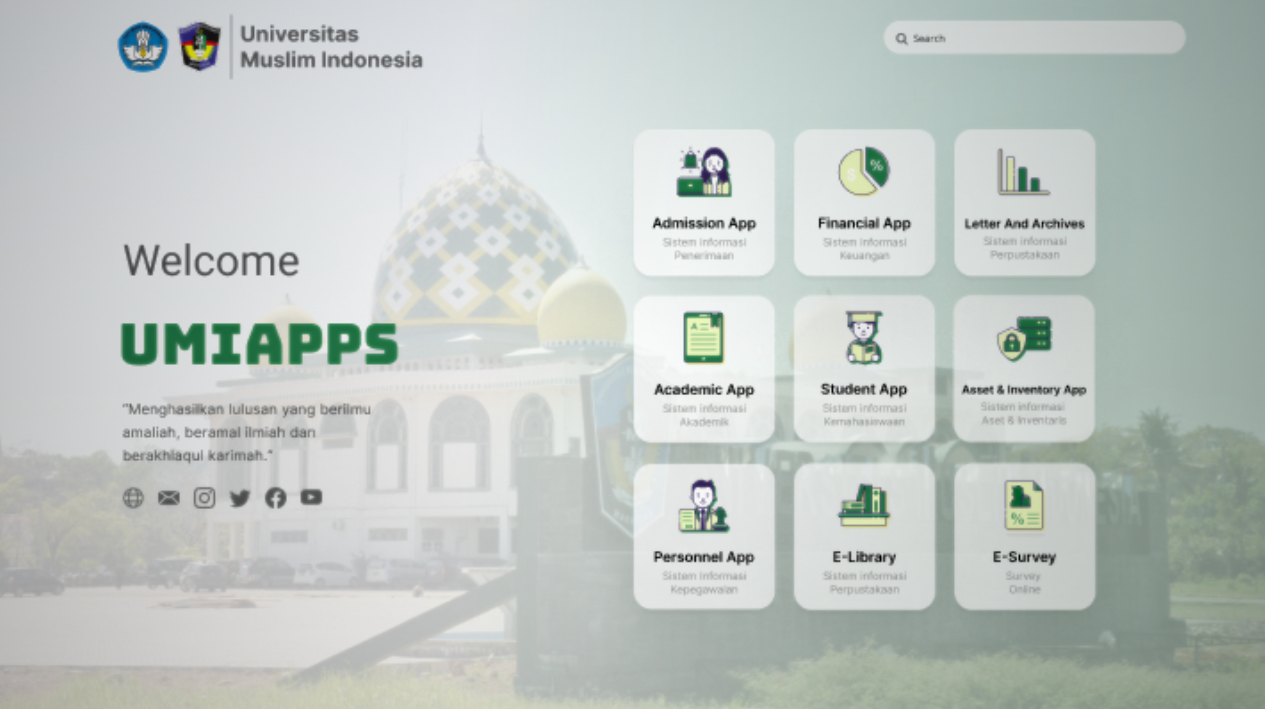 Universitas
Muslim Indonesia
Search
Welcome
UMIAPPS
"Menghasilkan lulusan yang berilmu
amaliah, beramal ilmiah dan
berakhlaqul karimah."
Admission App
Sistem informasi
Penerimaan
Financial App
Sistem informasi
Keuangan
Letter And Archives
Sistem informasi
Perpustakaan
Academic App
Sistem informasi
Akademik
Student App
Sistem informasi
Kemahasiswaan
Asset & Inventory App
Sistem informasi
Aset & Inventaris
Personnel App
Sistem Informasi
Kepegawaian
E-Library
Sistem informasi
Perpustakaan
E-Survey
Survey
Online